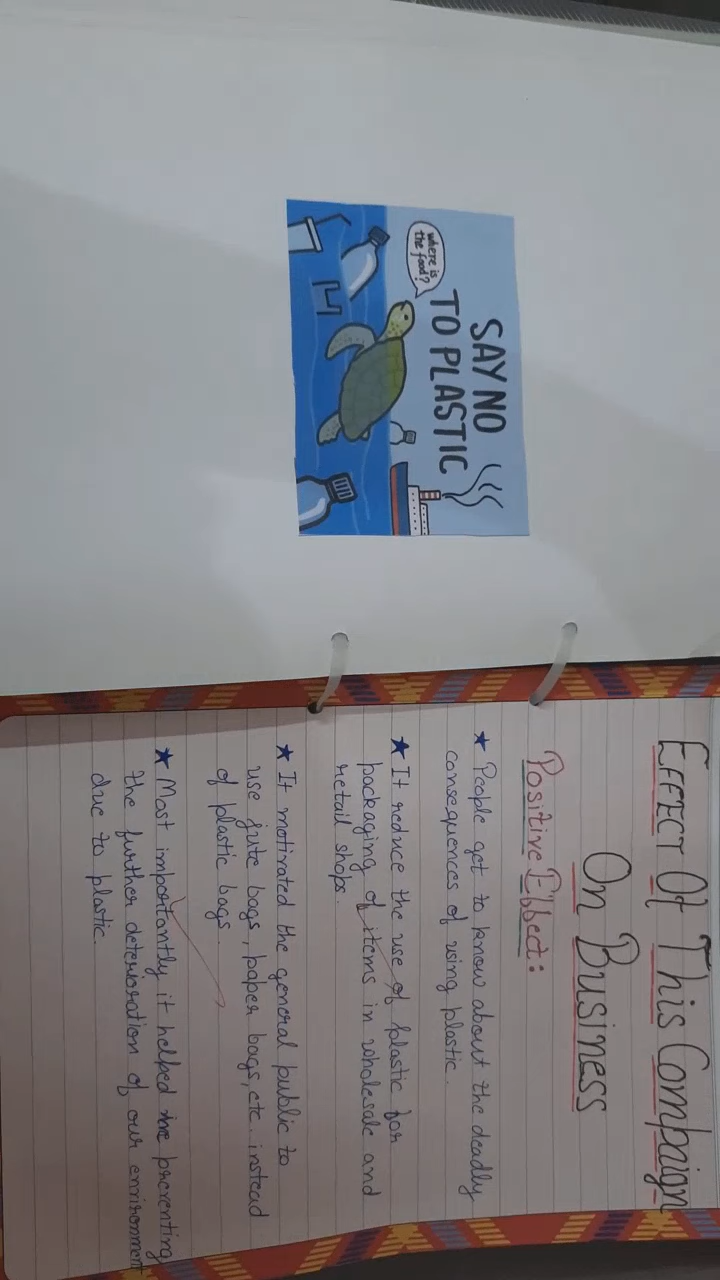 SAY NO
TO PLASTIC
where is
the food?
EFFECT Of This Campaign
On Business
Positive Effect:
★ People get to know about the deadly
consequences of using plastic.
★ It reduce the use of plastic for
packaging of items in wholesale and
retail shops.
★ It motivated the general public to
use jute bags, paper bags, etc. instead
of plastic bags.
★ Most importantly it helped in preventing
the further deterioration of our environment
due to plastic.